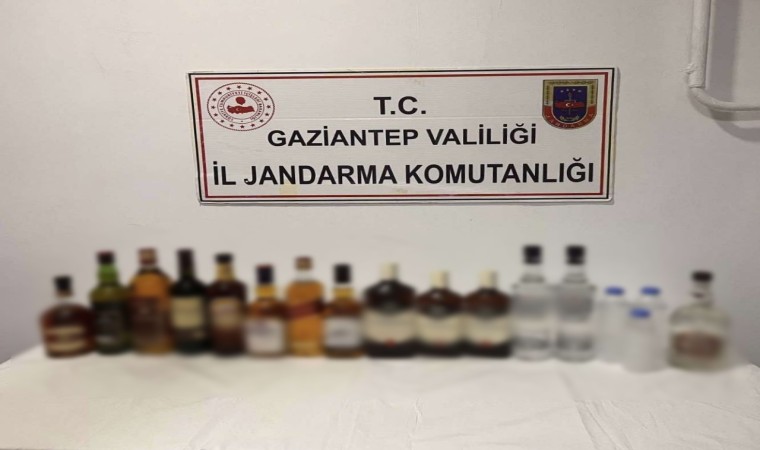 T.C.
GAZİANTEP VALİLİĞİ
İL JANDARMA KOMUTANLIĞI